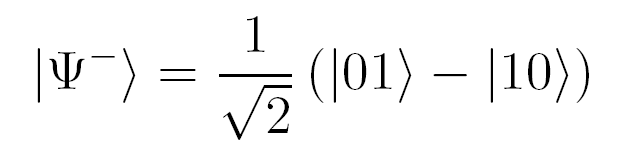 |Ψ⁻⟩ = 1/√2 (|01⟩ − |10⟩)